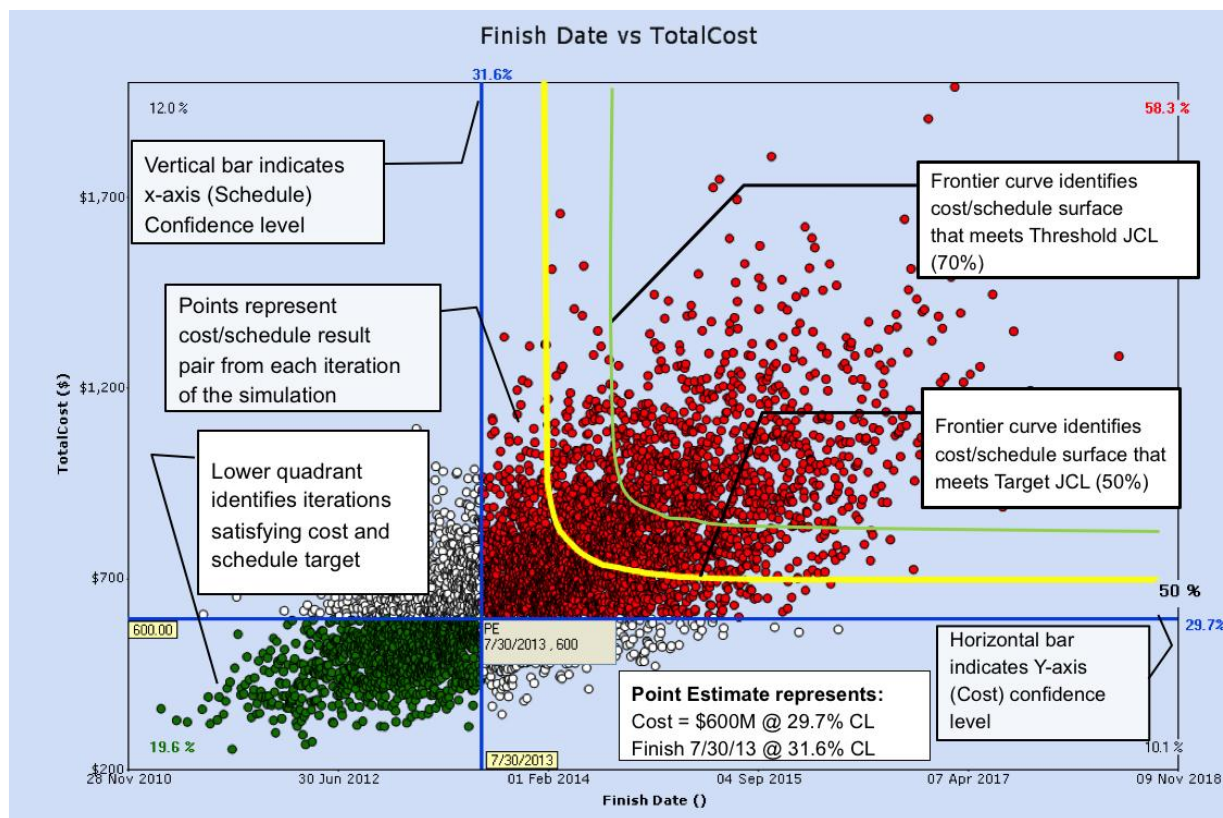 Finish Date vs TotalCost
31.6%
12.0 %
58.3 %
Vertical bar indicates
x-axis (Schedule)
Confidence level
Frontier curve identifies
cost/schedule surface
that meets Threshold JCL
(70%)
$1,700
Points represent
cost/schedule result
pair from each iteration
of the simulation
$1,200
TotalCost ($)
Frontier curve identifies
cost/schedule surface that
meets Target JCL (50%)
Lower quadrant
identifies iterations
satisfying cost and
schedule target
$700
50 %
600.00
PE
7/30/2013 , 600
29.7%
Horizontal bar
indicates Y-axis
(Cost) confidence
level
Point Estimate represents:
Cost = $600M @ 29.7% CL
Finish 7/30/13 @ 31.6% CL
19.6 %
10.1 %
7/30/2013
$200
28 Nov 2010
30 Jun 2012
01 Feb 2014
04 Sep 2015
07 Apr 2017
09 Nov 2018
Finish Date ()